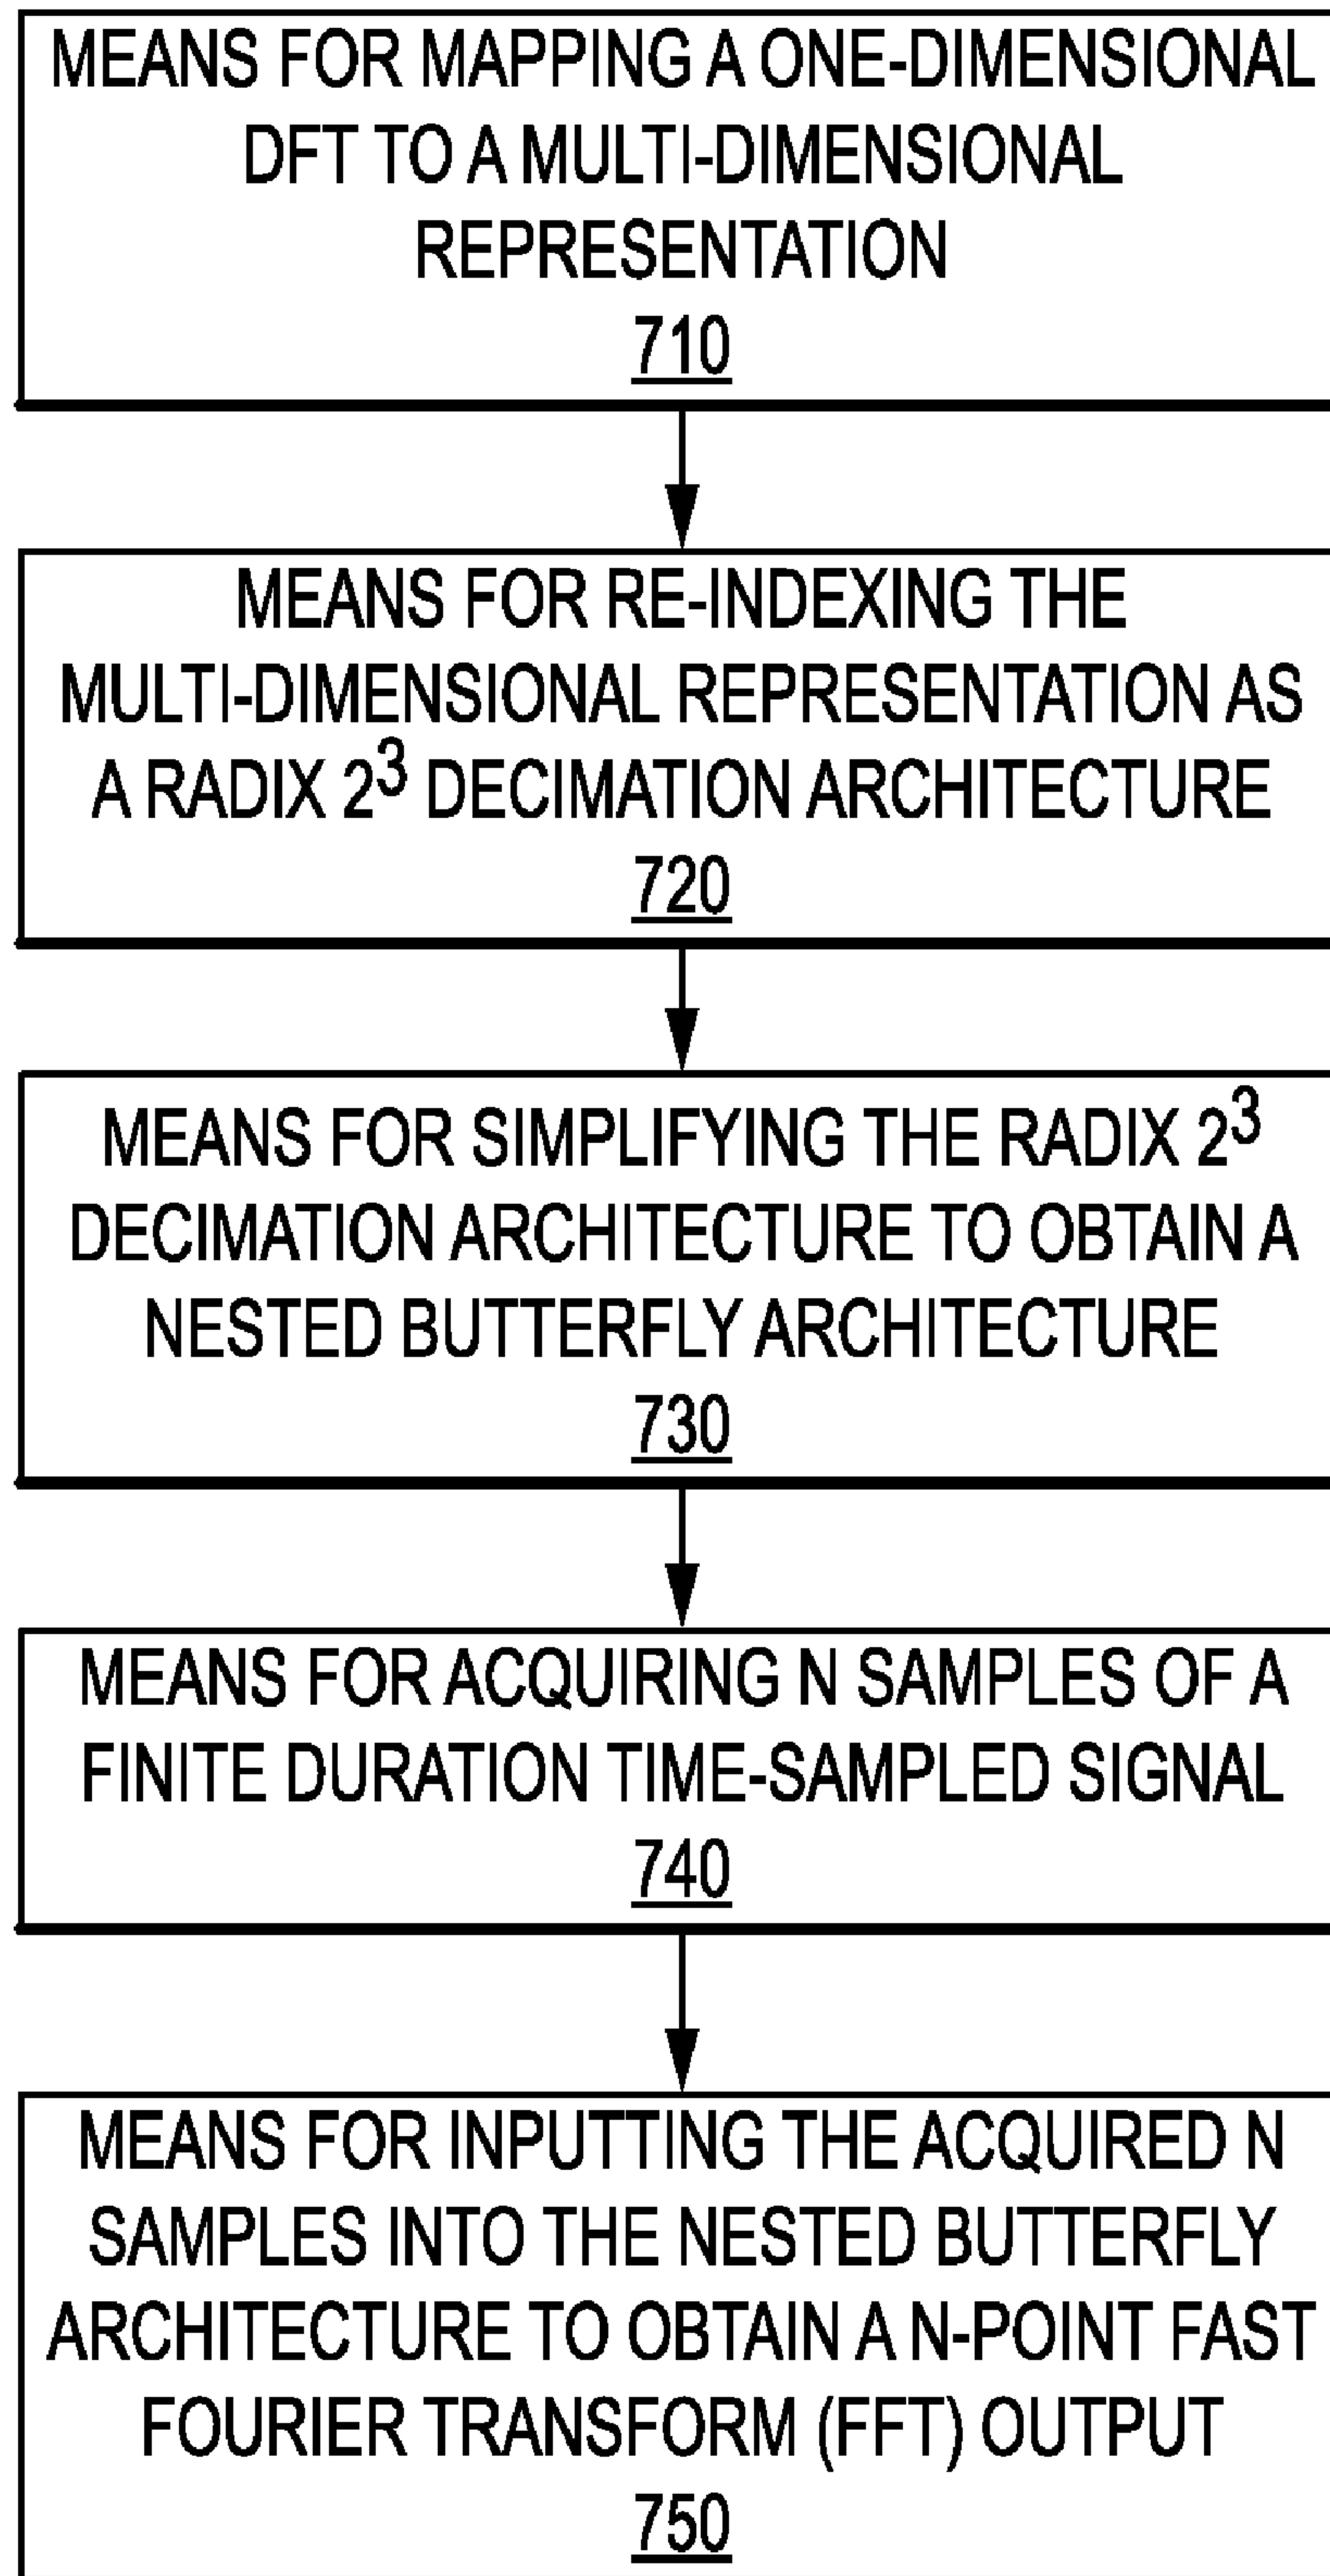 MEANS FOR MAPPING A ONE-DIMENSIONAL
DFT TO A MULTI-DIMENSIONAL
REPRESENTATION
710
MEANS FOR RE-INDEXING THE
MULTI-DIMENSIONAL REPRESENTATION AS
A RADIX 2³ DECIMATION ARCHITECTURE
720
MEANS FOR SIMPLIFYING THE RADIX 2³
DECIMATION ARCHITECTURE TO OBTAIN A
NESTED BUTTERFLY ARCHITECTURE
730
MEANS FOR ACQUIRING N SAMPLES OF A
FINITE DURATION TIME-SAMPLED SIGNAL
740
MEANS FOR INPUTTING THE ACQUIRED N
SAMPLES INTO THE NESTED BUTTERFLY
ARCHITECTURE TO OBTAIN A N-POINT FAST
FOURIER TRANSFORM (FFT) OUTPUT
750